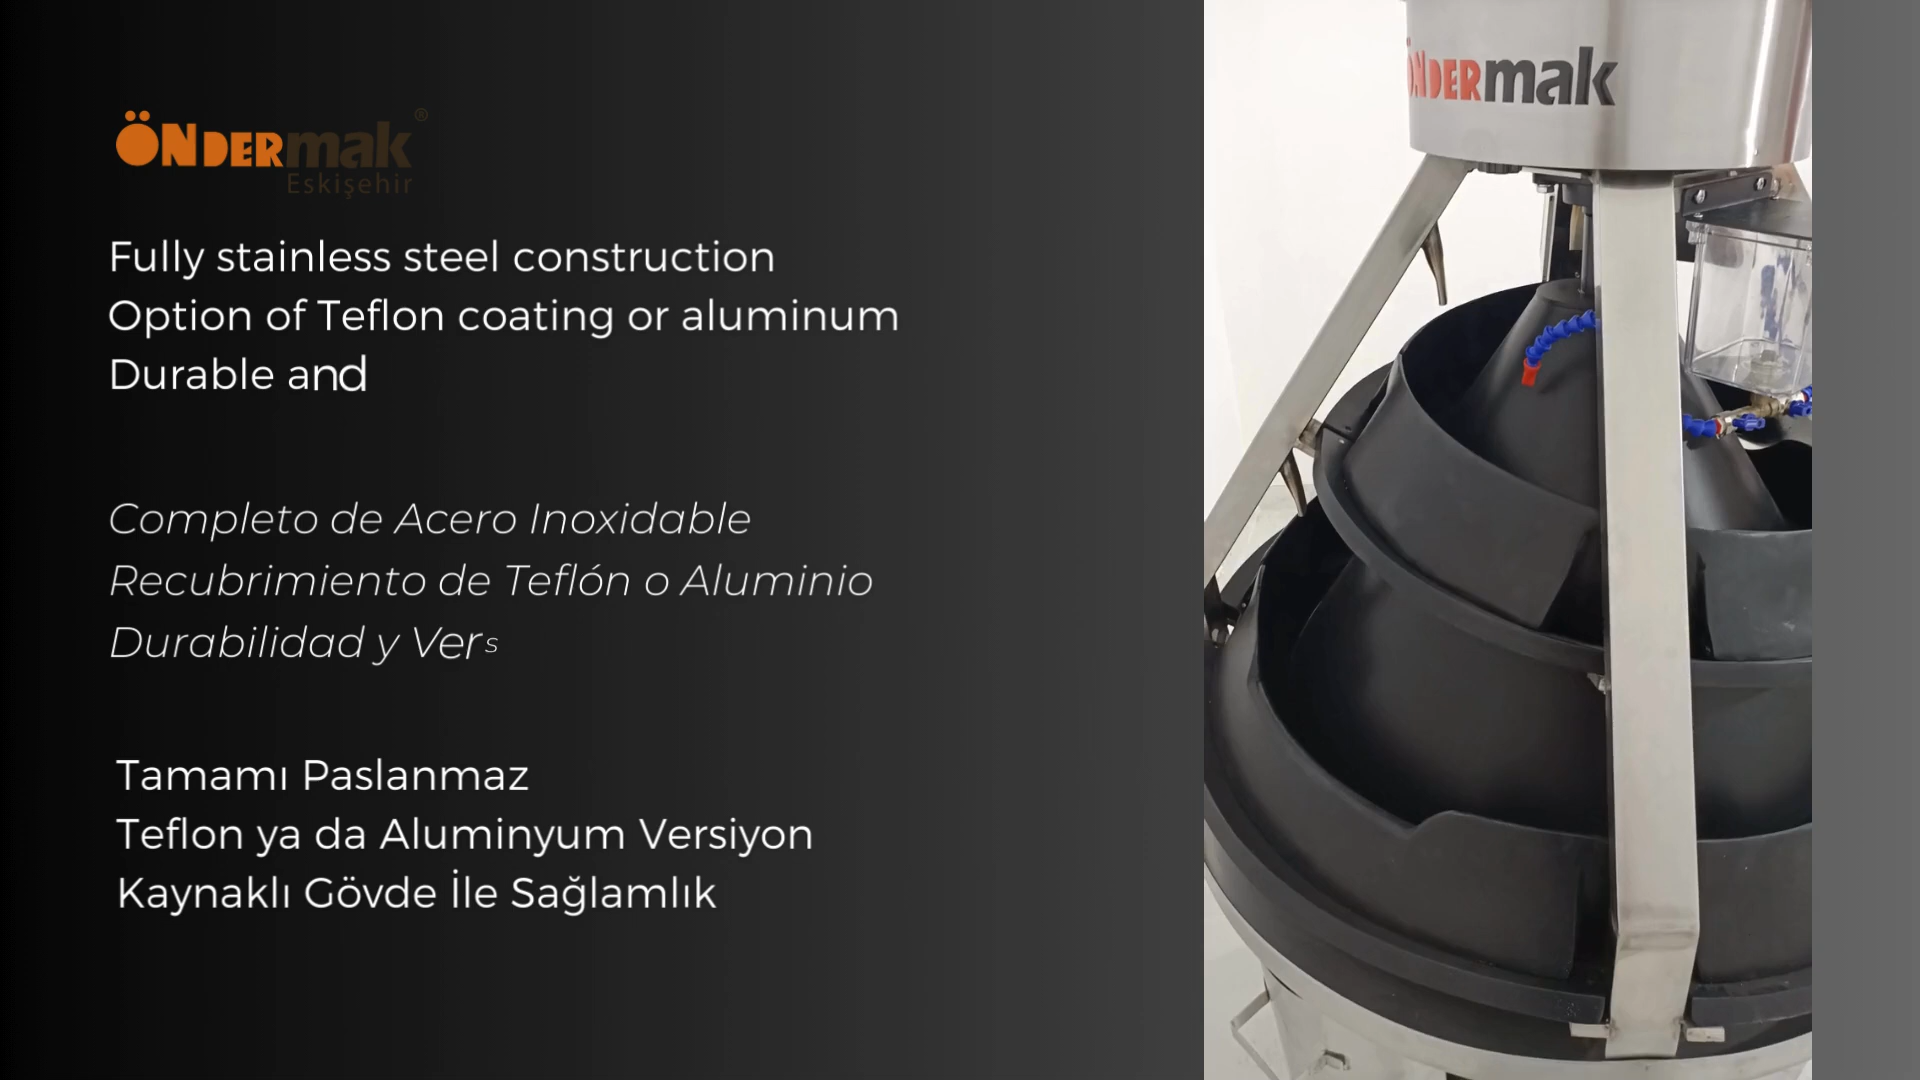 ÖNDERmak®
Eskişehir
Fully stainless steel construction
Option of Teflon coating or aluminum
Durable and
Completo de Acero Inoxidable
Recubrimiento de Teflón o Aluminio
Durabilidad y Vers
Tamamı Paslanmaz
Teflon ya da Aluminyum Versiyon
Kaynaklı Gövde İle Sağlamlık
ÖNDERmak